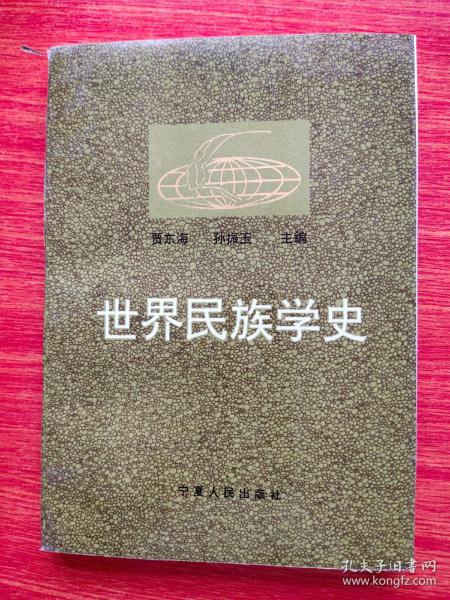 贾东海 孙振玉 主编
世界民族学史
宁夏人民出版社
孔夫子旧书网
www.kongfz.com